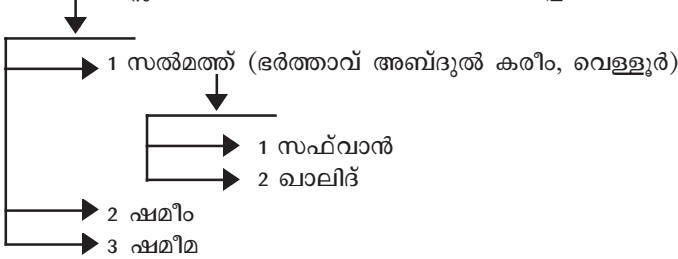 1 സൽമത്ത് (ഭർത്താവ് അബ്ദുൽ കരീം, വെള്ളൂർ)
1 സഫ്‌വാൻ
2 ഖാലിദ്
2 ഷമീം
3 ഷമീമ